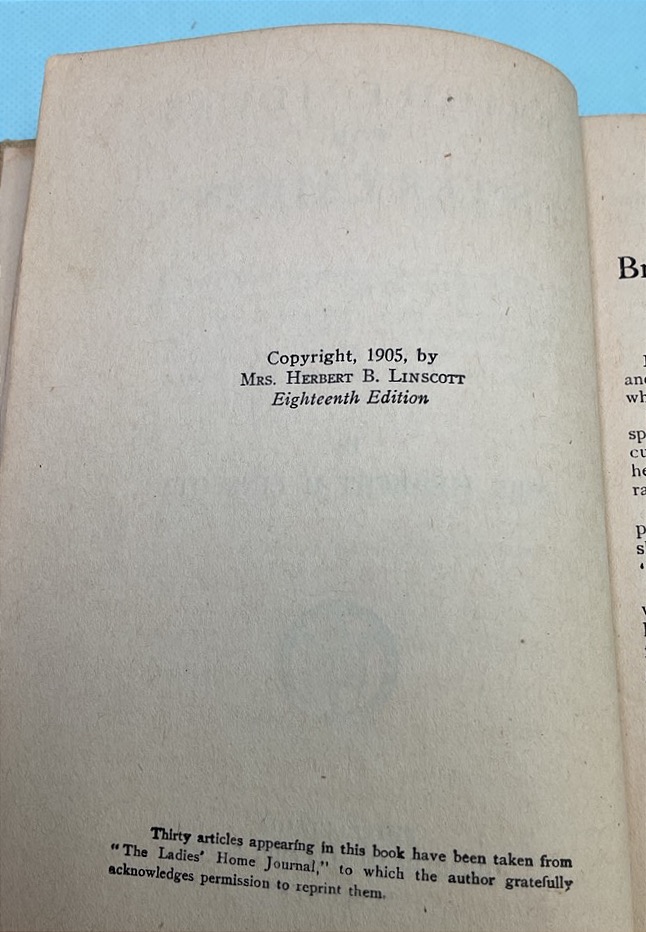 Copyright, 1905, by
MRS. HERBERT B. LINSCOTT
Eighteenth Edition
Thirty articles appearing in this book have been taken from
"The Ladies' Home Journal," to which the author gratefully
acknowledges permission to reprint them.